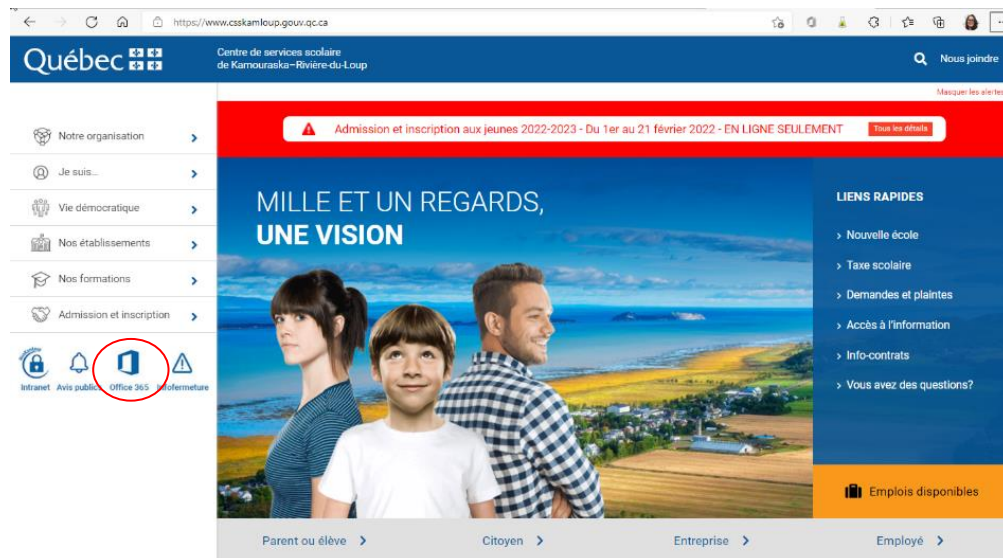 https://www.csskamloup.gouv.qc.ca
Québec
Centre de services scolaire
de Kamouraska–Rivière-du-Loup
Nous joindre
Masquer les alertes
Admission et inscription aux jeunes 2022-2023 - Du 1er au 21 février 2022 - EN LIGNE SEULEMENT
Tous les détails
Notre organisation
Je suis...
Vie démocratique
Nos établissements
Nos formations
Admission et inscription
Intranet
Avis publics
Office 365
Infofermeture
MILLE ET UN REGARDS,
UNE VISION
LIENS RAPIDES
Nouvelle école
Taxe scolaire
Demandes et plaintes
Accès à l'information
Info-contrats
Vous avez des questions?
Emplois disponibles
Parent ou élève
Citoyen
Entreprise
Employé